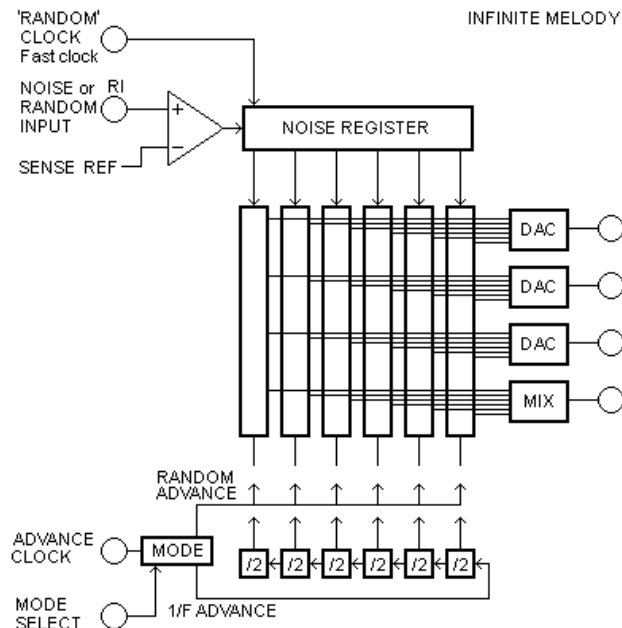 'RANDOM'
CLOCK
Fast clock
INFINITE MELODY
NOISE or RI
RANDOM
INPUT
+
−
NOISE REGISTER
SENSE REF
DAC
DAC
DAC
MIX
RANDOM
ADVANCE
ADVANCE
CLOCK
MODE
/2 /2 /2 /2 /2 /2
MODE
SELECT
1/F ADVANCE